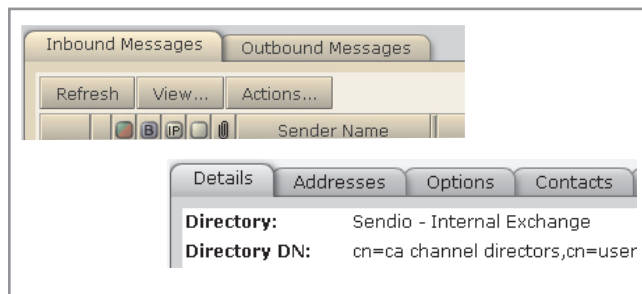 Inbound Messages Outbound Messages
Refresh View... Actions...
B IP Sender Name
Details Addresses Options Contacts
Directory: Sendio - Internal Exchange
Directory DN: cn=ca channel directors,cn=user